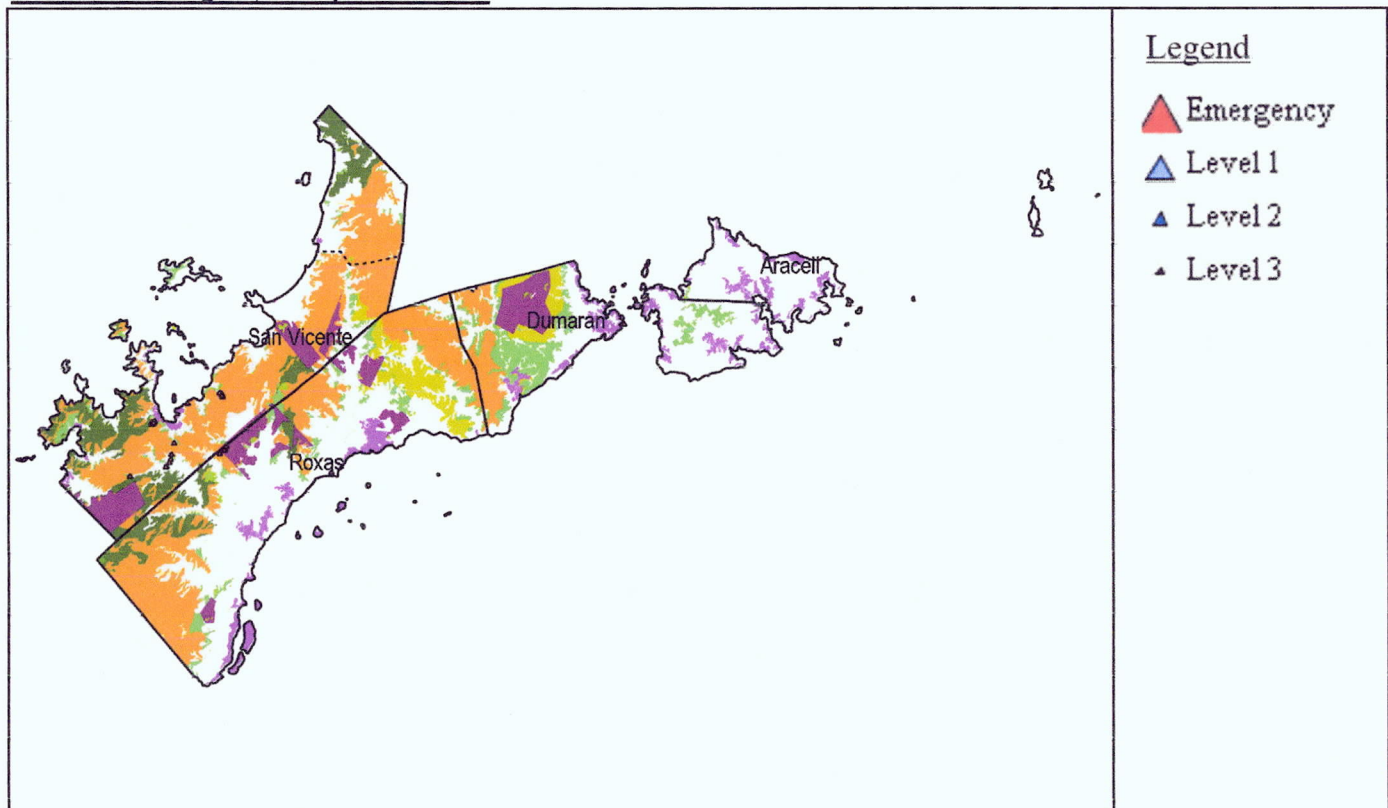 Legend
Emergency
Level 1
Level 2
Level 3
Araceli
San Vicente
Dumaran
Roxas